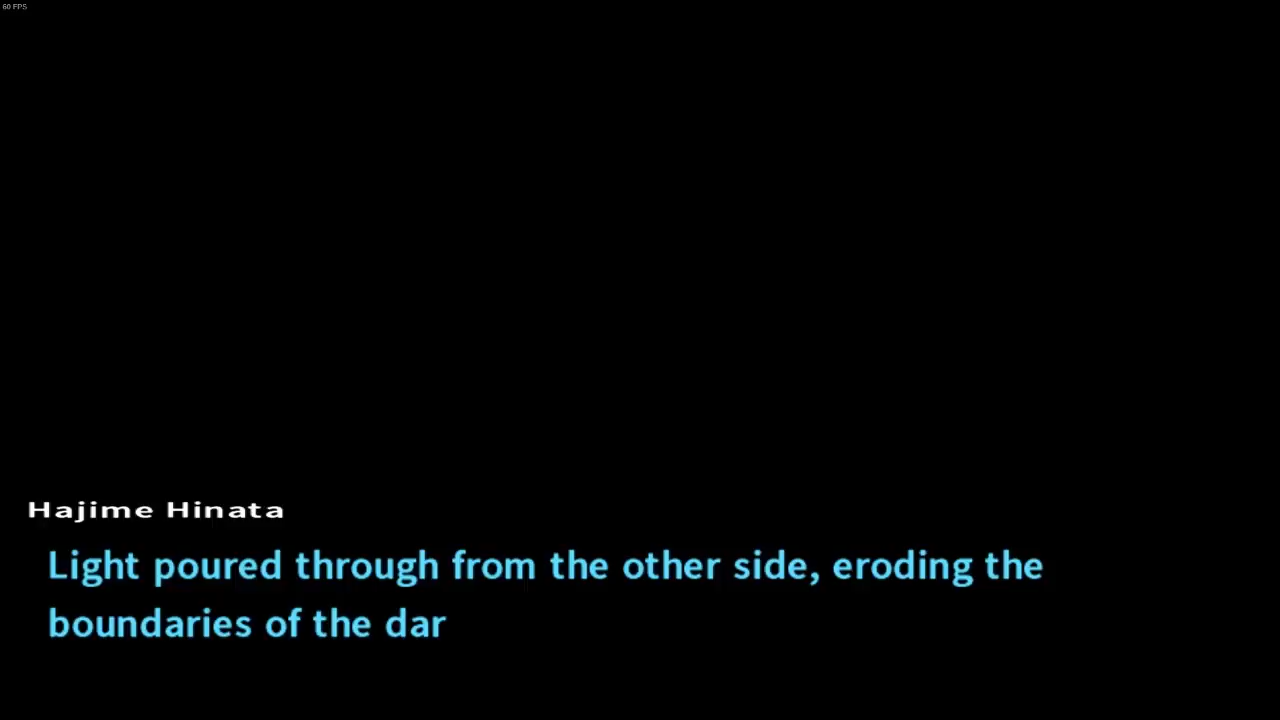 60 FPS
Hajime Hinata
Light poured through from the other side, eroding the
boundaries of the dar